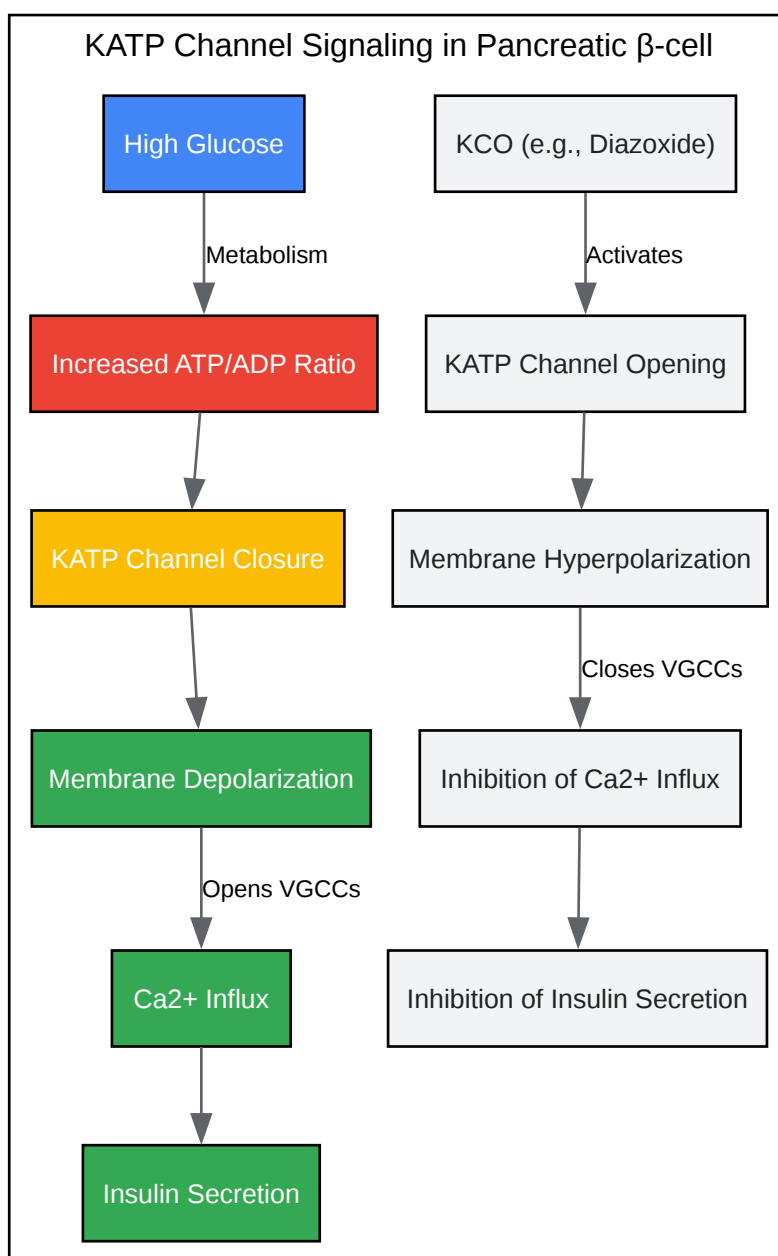 KATP Channel Signaling in Pancreatic β-cell
High Glucose
Metabolism
Increased ATP/ADP Ratio
KATP Channel Closure
Membrane Depolarization
Opens VGCCs
Ca2+ Influx
Insulin Secretion
KCO (e.g., Diazoxide)
Activates
KATP Channel Opening
Membrane Hyperpolarization
Closes VGCCs
Inhibition of Ca2+ Influx
Inhibition of Insulin Secretion